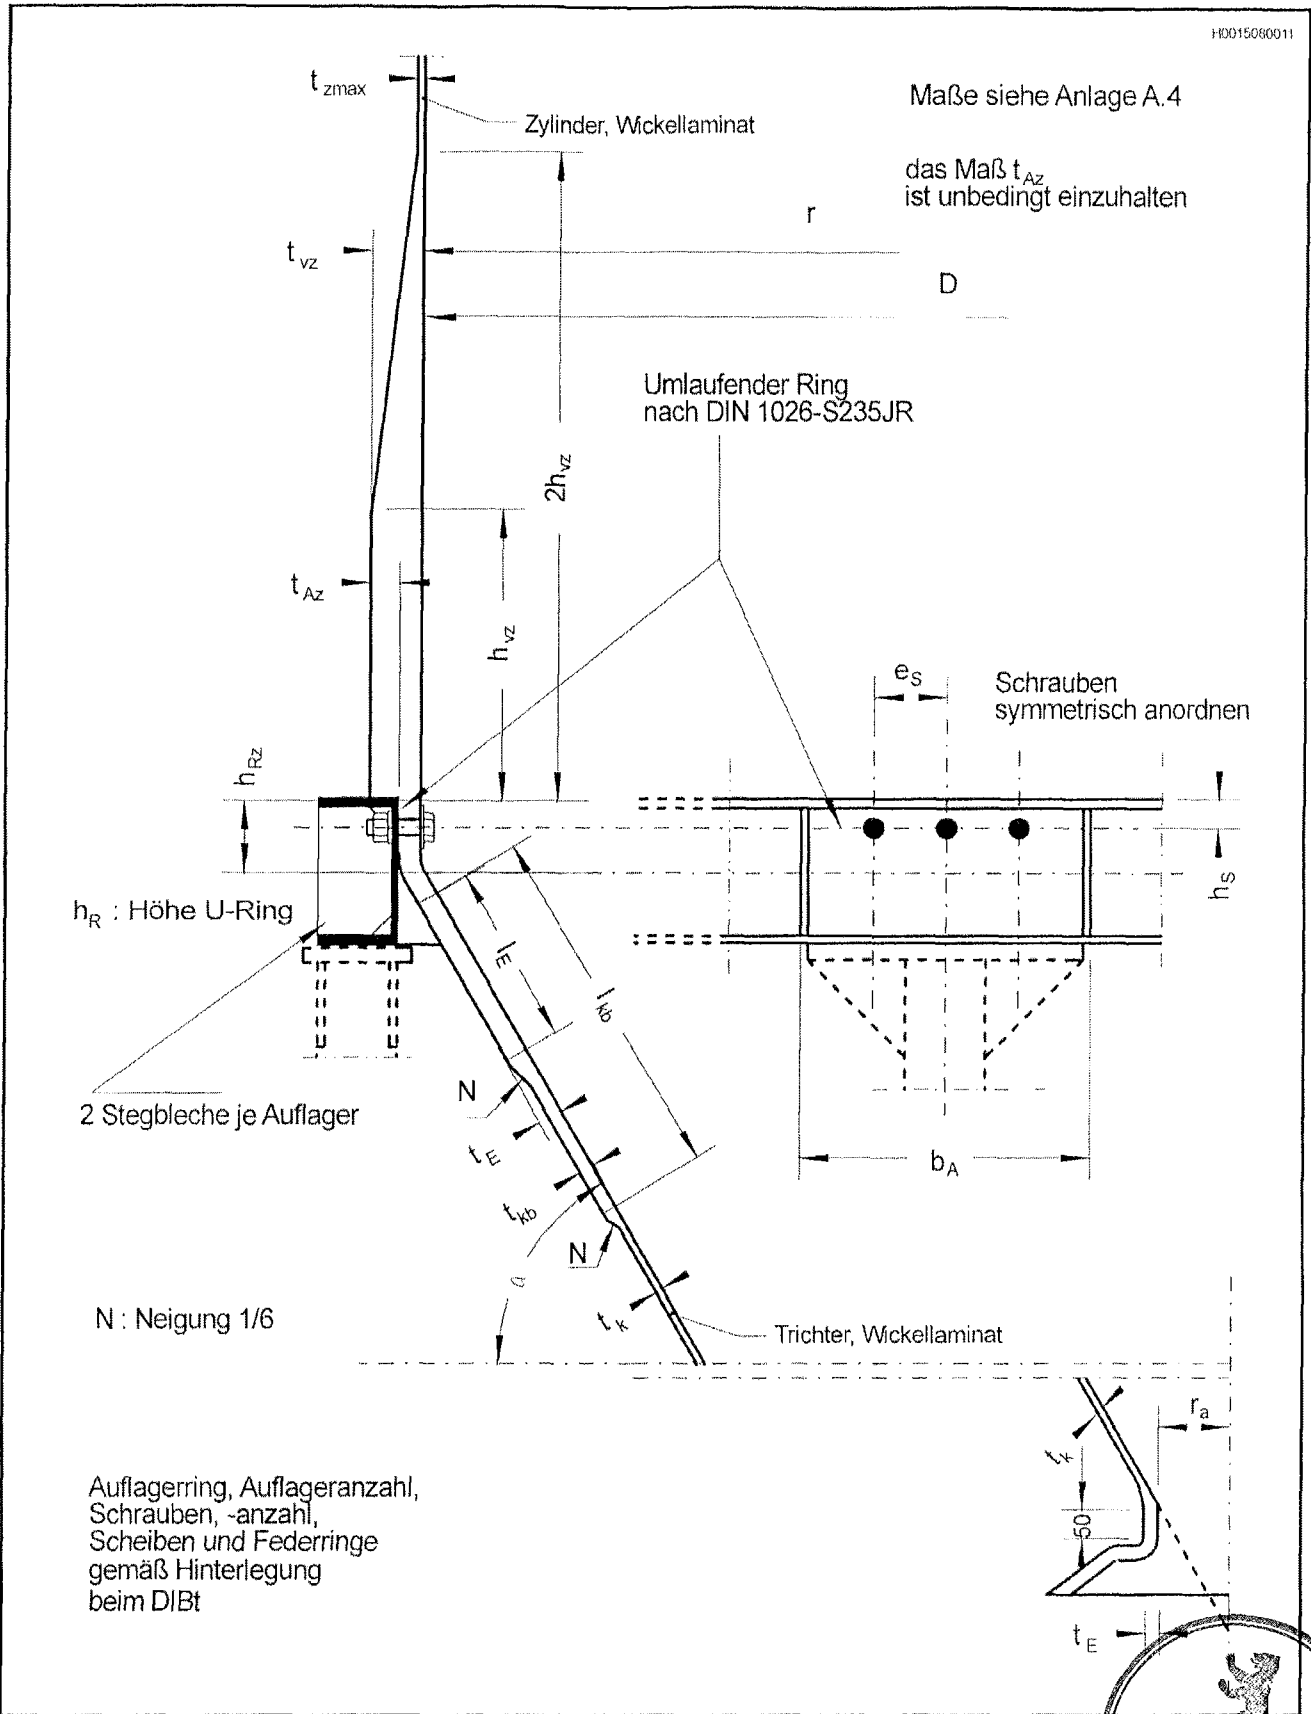 H0015080011
t zmax
Maße siehe Anlage A.4
Zylinder, Wickellaminat
das Maß t Az
ist unbedingt einzuhalten
r
t vz
D
Umlaufender Ring
nach DIN 1026-S235JR
2h vz
t Az
h vz
e S
Schrauben
symmetrisch anordnen
h Rz
h S
h R : Höhe U-Ring
l E
l kb
N
2 Stegbleche je Auflager
t E
b A
t kb
N
α
N : Neigung 1/6
t k
Trichter, Wickellaminat
r a
t k
50
Auflagerring, Auflageranzahl,
Schrauben, -anzahl,
Scheiben und Federringe
gemäß Hinterlegung
beim DIBt
t E